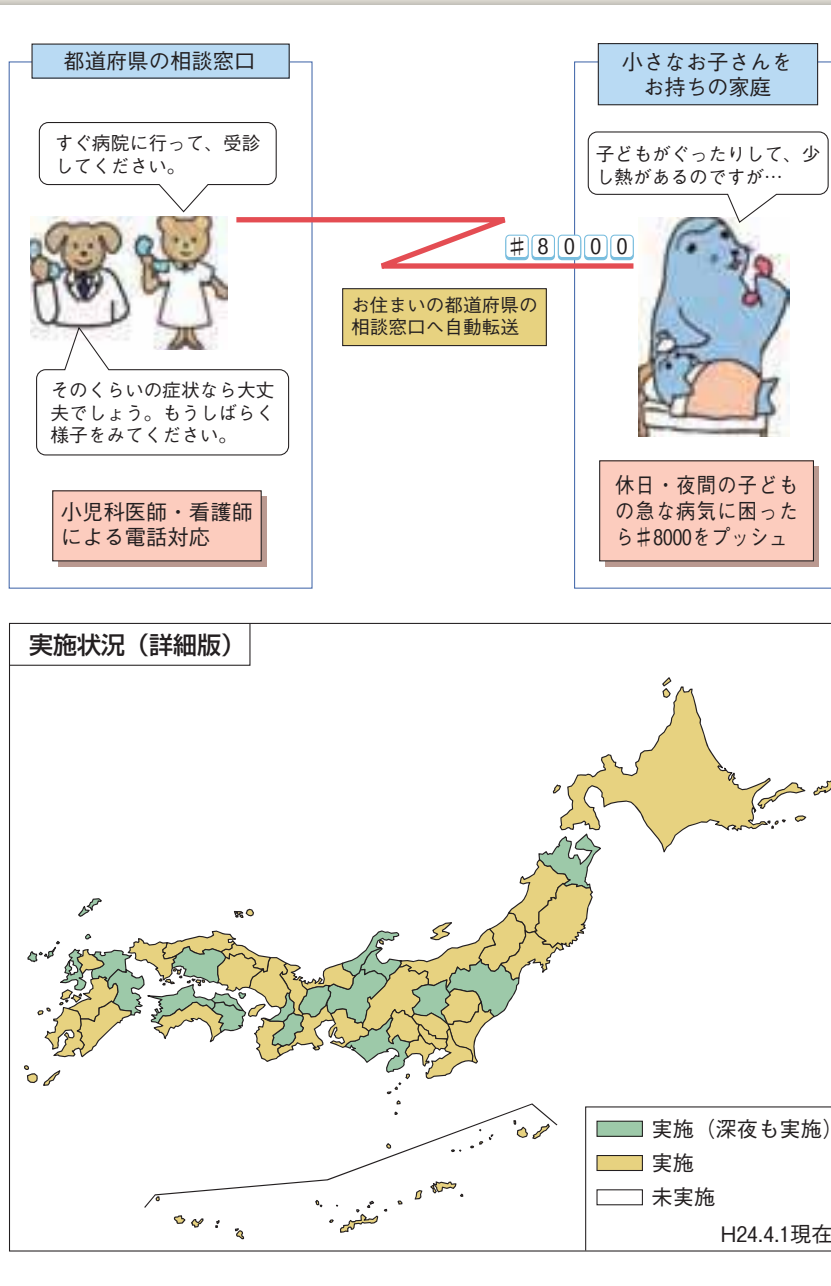 都道府県の相談窓口
すぐ病院に行って、受診
してください。
そのくらいの症状なら大丈
夫でしょう。もうしばらく
様子をみてください。
小児科医師・看護師
による電話対応
♯8000
お住まいの都道府県の
相談窓口へ自動転送
小さなお子さんを
お持ちの家庭
子どもがぐったりして、少
し熱があるのですが…
休日・夜間の子ども
の急な病気に困った
ら♯8000をプッシュ
実施状況（詳細版）
実施（深夜も実施）
実施
未実施
H24.4.1現在